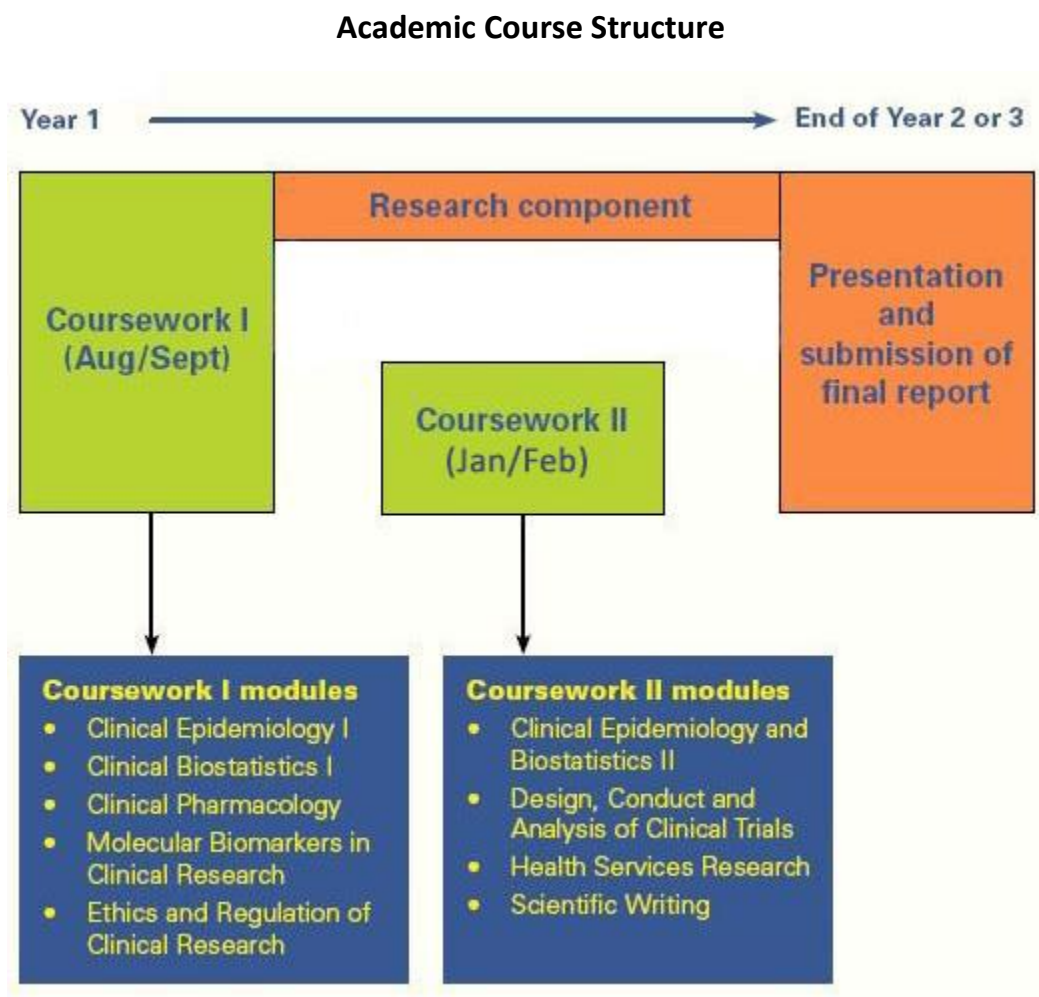 Academic Course Structure
Year 1
End of Year 2 or 3
Research component
Coursework I
(Aug/Sept)
Presentation
and
submission of
final report
Coursework II
(Jan/Feb)
Coursework I modules
• Clinical Epidemiology I
• Clinical Biostatistics I
• Clinical Pharmacology
• Molecular Biomarkers in
Clinical Research
• Ethics and Regulation of
Clinical Research
Coursework II modules
• Clinical Epidemiology and
Biostatistics II
• Design, Conduct and
Analysis of Clinical Trials
• Health Services Research
• Scientific Writing